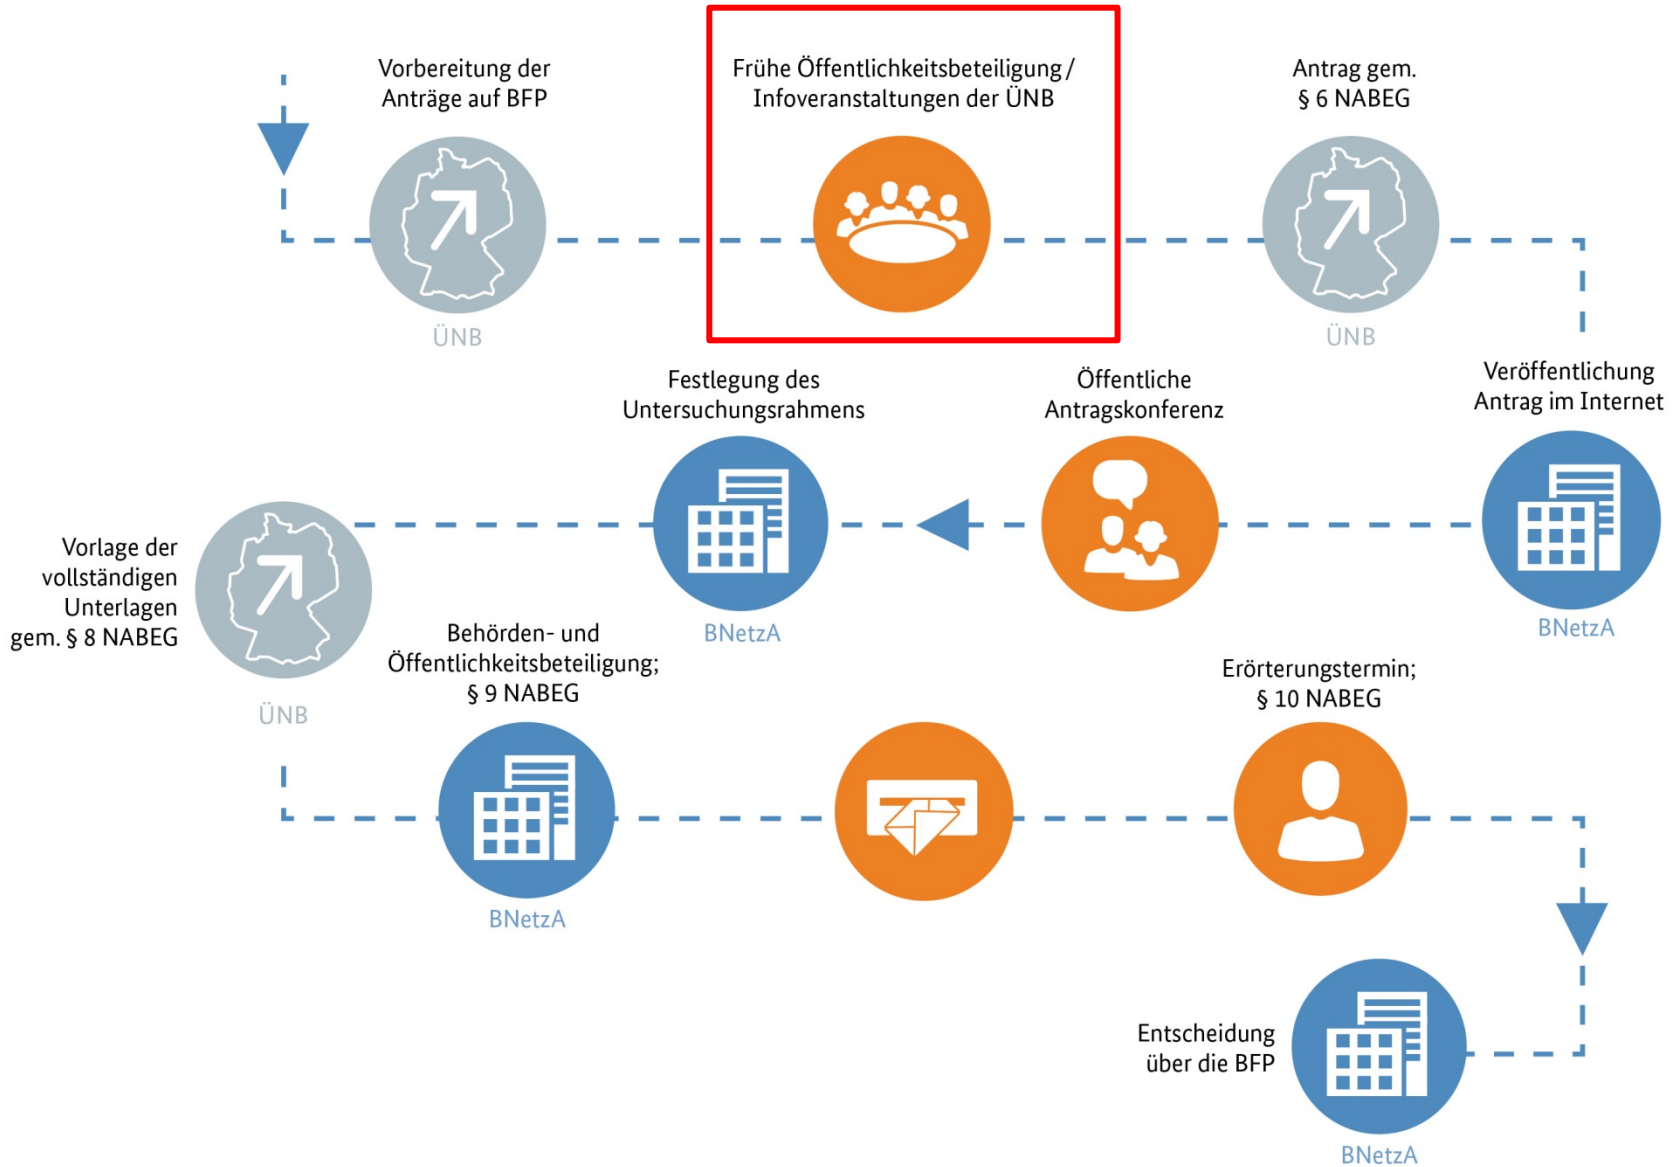 Vorbereitung der
Anträge auf BFP
ÜNB
Frühe Öffentlichkeitsbeteiligung /
Infoveranstaltungen der ÜNB
Antrag gem.
§ 6 NABEG
ÜNB
Veröffentlichung
Antrag im Internet
BNetzA
Öffentliche
Antragskonferenz
Festlegung des
Untersuchungsrahmens
BNetzA
Vorlage der
vollständigen
Unterlagen
gem. § 8 NABEG
ÜNB
Behörden- und
Öffentlichkeitsbeteiligung;
§ 9 NABEG
BNetzA
Erörterungstermin;
§ 10 NABEG
Entscheidung
über die BFP
BNetzA